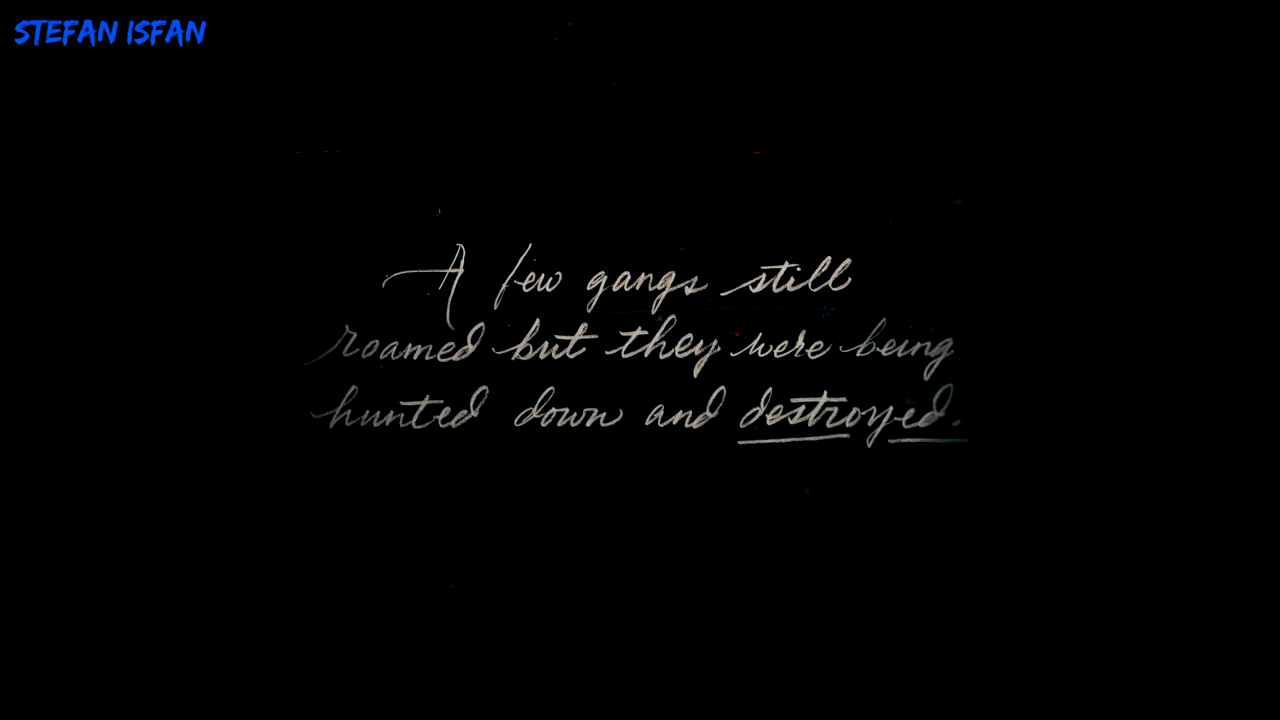 STEFAN ISFAN
A few gangs still
roamed but they were being
hunted down and destroyed.